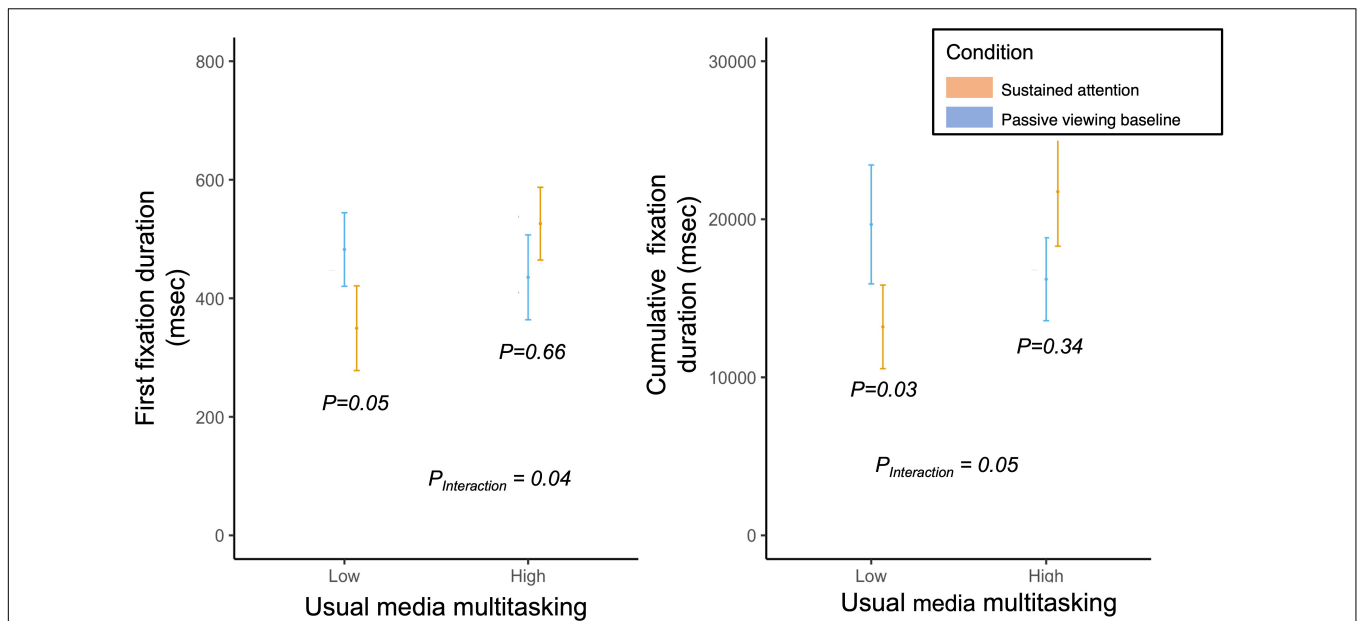 800
600
400
200
0
First fixation duration
(msec)
P=0.05
P=0.66
PInteraction = 0.04
Low
High
Usual media multitasking
30000
20000
10000
0
Cumulative fixation
duration (msec)
Condition
Sustained attention
Passive viewing baseline
P=0.03
P=0.34
PInteraction = 0.05
Low
High
Usual media multitasking